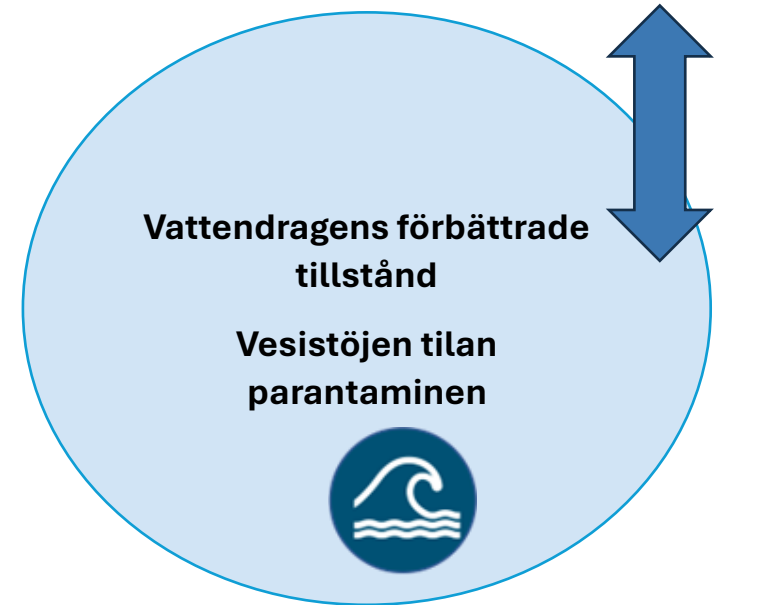 Vattendragens förbättrade
tillstånd
Vesistöjen tilan
parantaminen